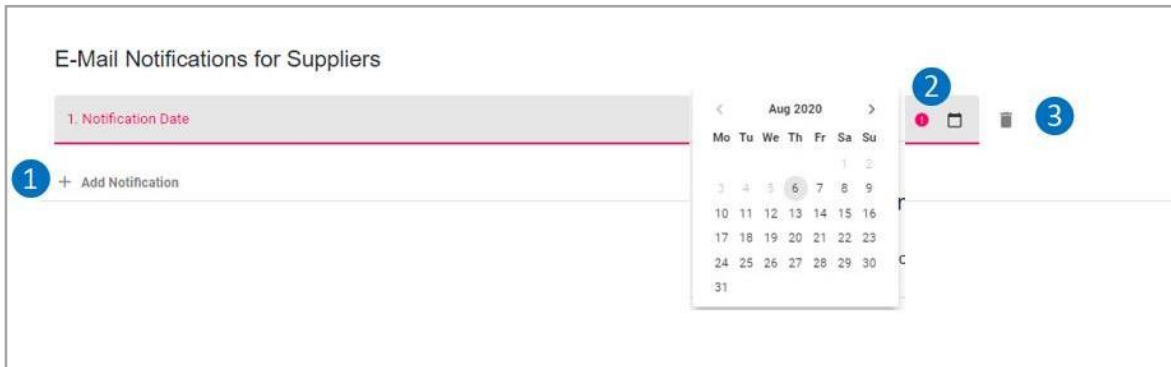 E-Mail Notifications for Suppliers
2
1. Notification Date
3
Aug 2020
Mo Tu We Th Fr Sa Su
1 2
3 4 5 6 7 8 9
10 11 12 13 14 15 16
17 18 19 20 21 22 23
24 25 26 27 28 29 30
31
1
+ Add Notification